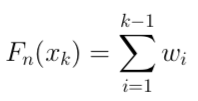 F_n(x_k) = \sum_{i=1}^{k-1} w_i